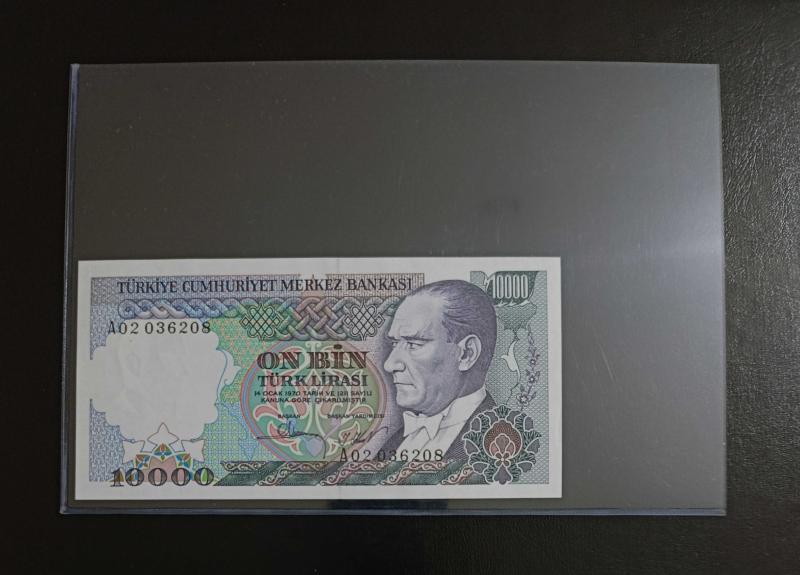 TÜRKİYE CUMHURİYET MERKEZ BANKASI
10000
A02 036208
ON BİN
TÜRK LİRASI
14 OCAK 1970 TARİH VE 1211 SAYILI
KANUNA GÖRE ÇIKARILMIŞTIR
BAŞKAN BAŞKAN YARDIMCISI
A02 036208
10000